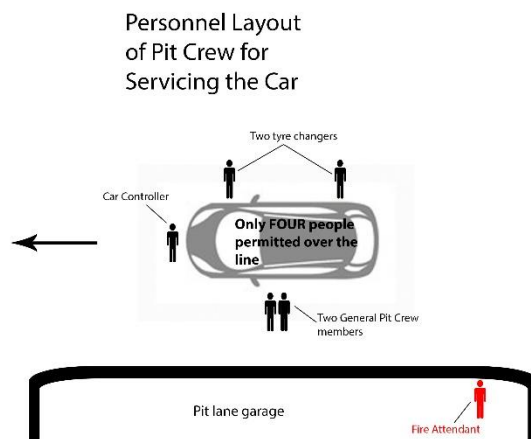 Personnel Layout
of Pit Crew for
Servicing the Car
Two tyre changers
Car Controller
Only FOUR people
permitted over the
line
Two General Pit Crew
members
Pit lane garage
Fire Attendant